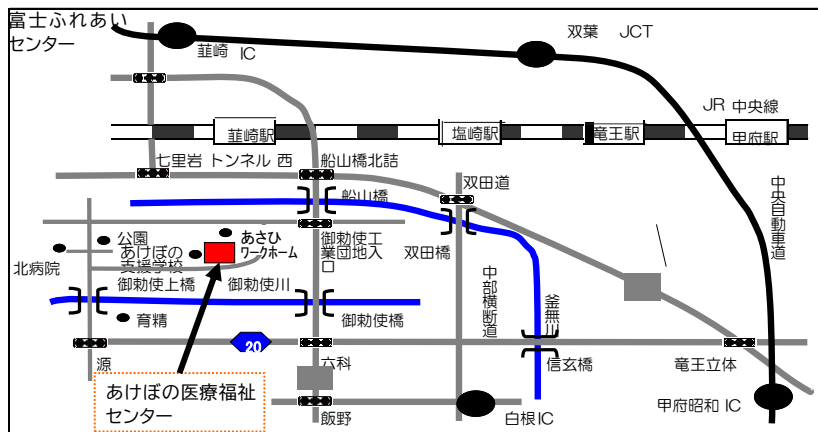 富士ふれあい
センター
韮崎 IC
双葉 JCT
JR 中央線
韮崎駅
塩崎駅
竜王駅
甲府駅
七里岩 トンネル 西
船山橋北詰
双田道
中央自動車道
船山橋
公園
あさひ
ワークホーム
あけぼの
支援学校
北病院
御勅使工
業団地入
口
双田橋
御勅使上橋
御勅使川
中部横断道
釜無川
育精
御勅使橋
20
源
六科
信玄橋
竜王立体
あけぼの医療福祉
センター
飯野
白根IC
甲府昭和 IC